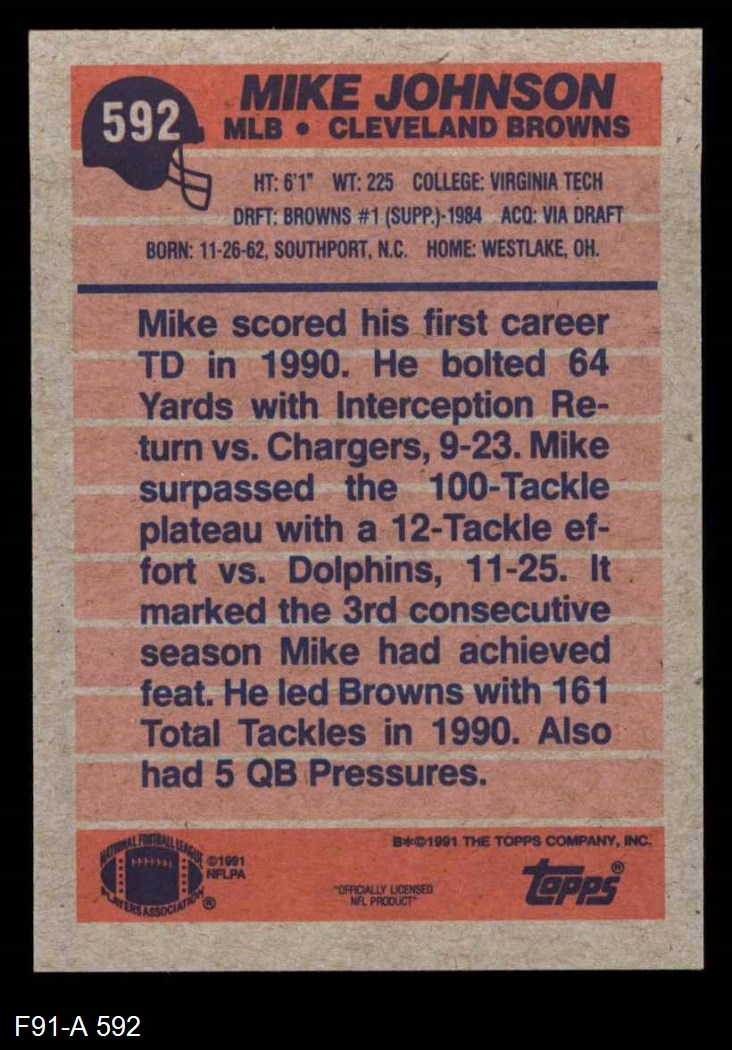 592
MIKE JOHNSON
MLB • CLEVELAND BROWNS
HT: 6'1" WT: 225 COLLEGE: VIRGINIA TECH
DRFT: BROWNS #1 (SUPP.)-1984 ACQ: VIA DRAFT
BORN: 11-26-62, SOUTHPORT, N.C. HOME: WESTLAKE, OH.
Mike scored his first career
TD in 1990. He bolted 64
Yards with Interception Re-
turn vs. Chargers, 9-23. Mike
surpassed the 100-Tackle
plateau with a 12-Tackle ef-
fort vs. Dolphins, 11-25. It
marked the 3rd consecutive
season Mike had achieved
feat. He led Browns with 161
Total Tackles in 1990. Also
had 5 QB Pressures.
NATIONAL FOOTBALL LEAGUE
PLAYERS ASSOCIATION ®
©1991
NFLPA
"OFFICIALLY LICENSED
NFL PRODUCT"
B*©1991 THE TOPPS COMPANY, INC.
topps®
F91-A 592